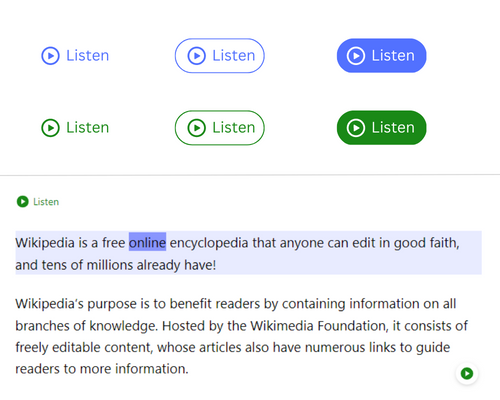 Listen Listen Listen
Listen Listen Listen
Listen
Wikipedia is a free online encyclopedia that anyone can edit in good faith,
and tens of millions already have!
Wikipedia's purpose is to benefit readers by containing information on all
branches of knowledge. Hosted by the Wikimedia Foundation, it consists of
freely editable content, whose articles also have numerous links to guide
readers to more information.